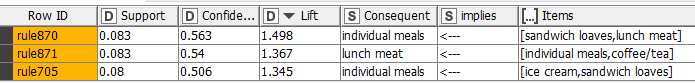 Row ID D Support D Confide... D Lift S Consequent S implies [...] Items
rule870 0.083 0.563 1.498 individual meals <--- [sandwich loaves,lunch meat]
rule871 0.083 0.54 1.367 lunch meat <--- [individual meals,coffee/tea]
rule705 0.08 0.506 1.345 individual meals <--- [ice cream,sandwich loaves]